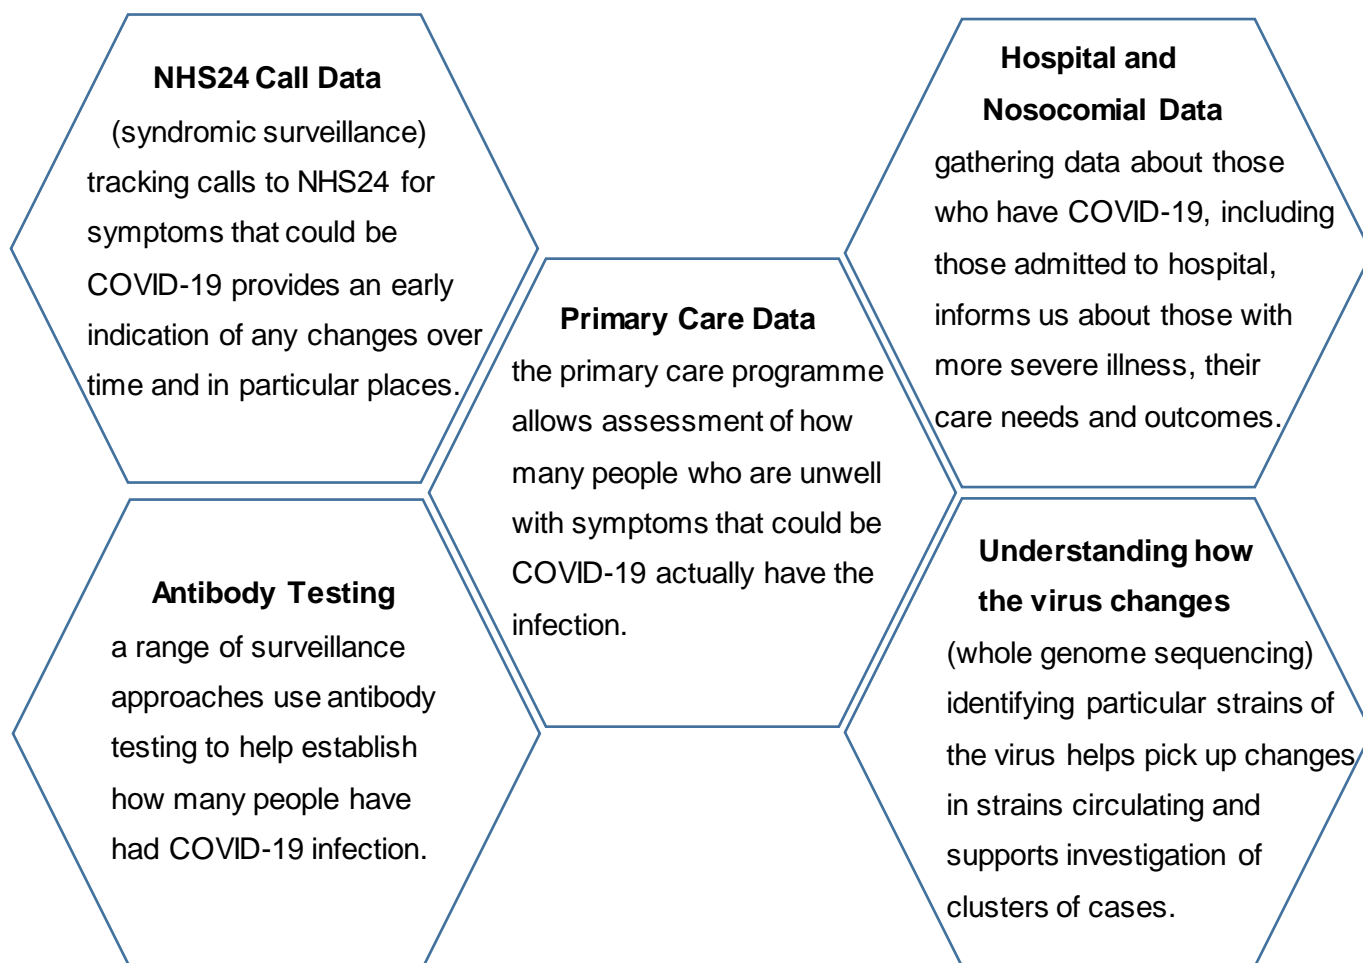 NHS24 Call Data
(syndromic surveillance)
tracking calls to NHS24 for
symptoms that could be
COVID-19 provides an early
indication of any changes over
time and in particular places.
Hospital and
Nosocomial Data
gathering data about those
who have COVID-19, including
those admitted to hospital,
informs us about those with
more severe illness, their
care needs and outcomes.
Primary Care Data
the primary care programme
allows assessment of how
many people who are unwell
with symptoms that could be
COVID-19 actually have the
infection.
Antibody Testing
a range of surveillance
approaches use antibody
testing to help establish
how many people have
had COVID-19 infection.
Understanding how
the virus changes
(whole genome sequencing)
identifying particular strains of
the virus helps pick up changes
in strains circulating and
supports investigation of
clusters of cases.